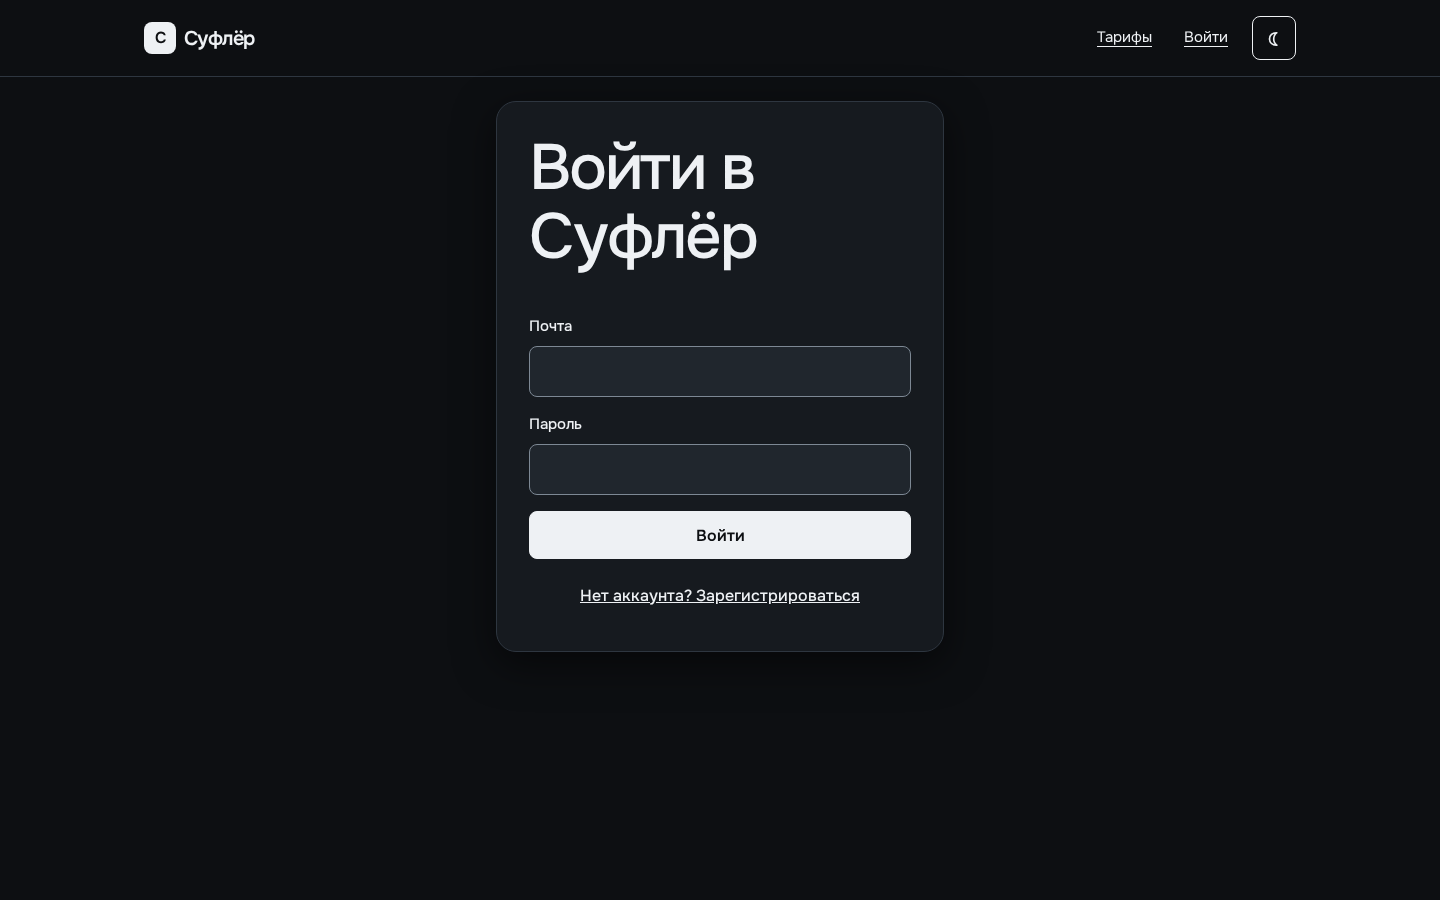 С Суфлёр
Тарифы
Войти
Войти в
Суфлёр
Почта
Пароль
Войти
Нет аккаунта? Зарегистрироваться